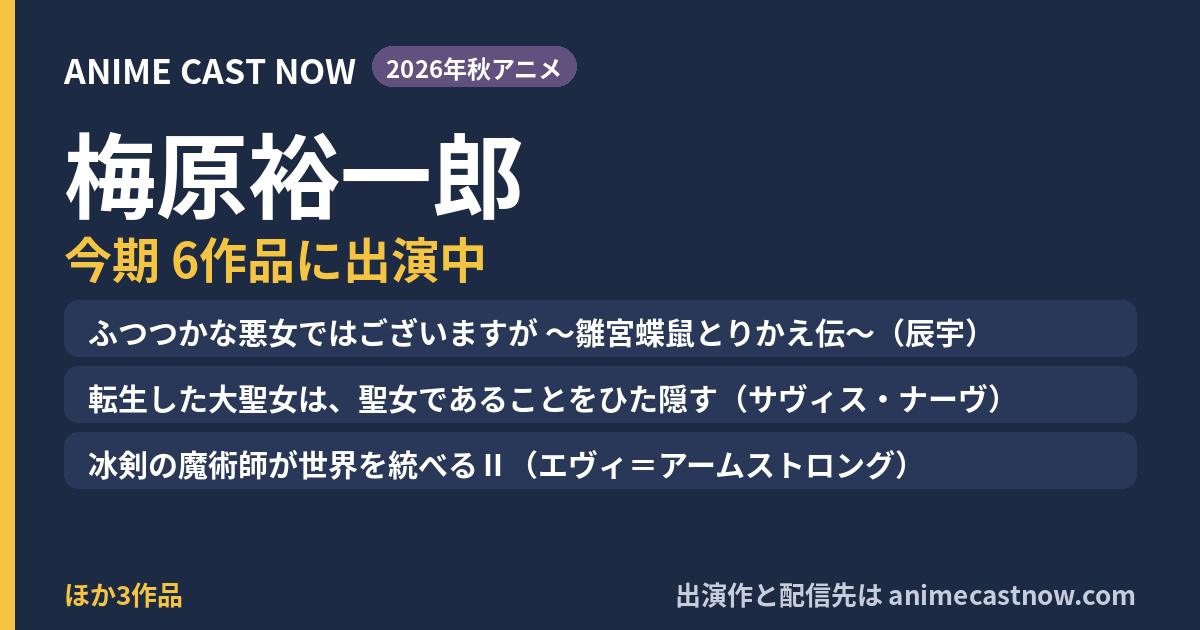 ANIME CAST NOW 2026年秋アニメ
梅原裕一郎
今期 6作品に出演中
ふつつかな悪女ではございますが ～雛宮蝶鼠とりかえ伝～（辰宇）
転生した大聖女は、聖女であることをひた隠す（サヴィス・ナーヴ）
冰剣の魔術師が世界を統べるⅡ（エヴィ＝アームストロング）
ほか3作品
出演作と配信先は animecastnow.com